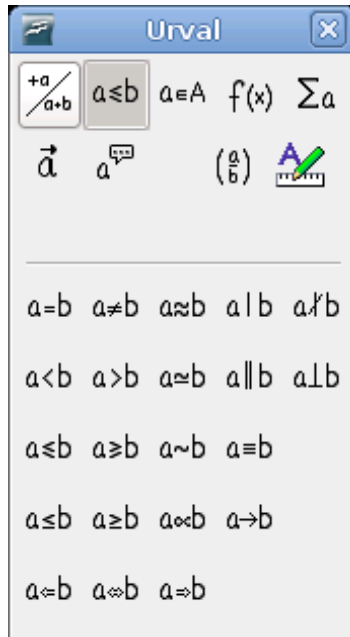 Urval
+a/a+b a⩽b a∈A f(x) Σa
a⃗ a (a b)
a=b a≠b a≈b a∣b a∤b
a<b a>b a≃b a∥b a⊥b
a⩽b a⩾b a~b a≡b
a≤b a≥b a∝b a→b
a⇐b a⇔b a⇒b